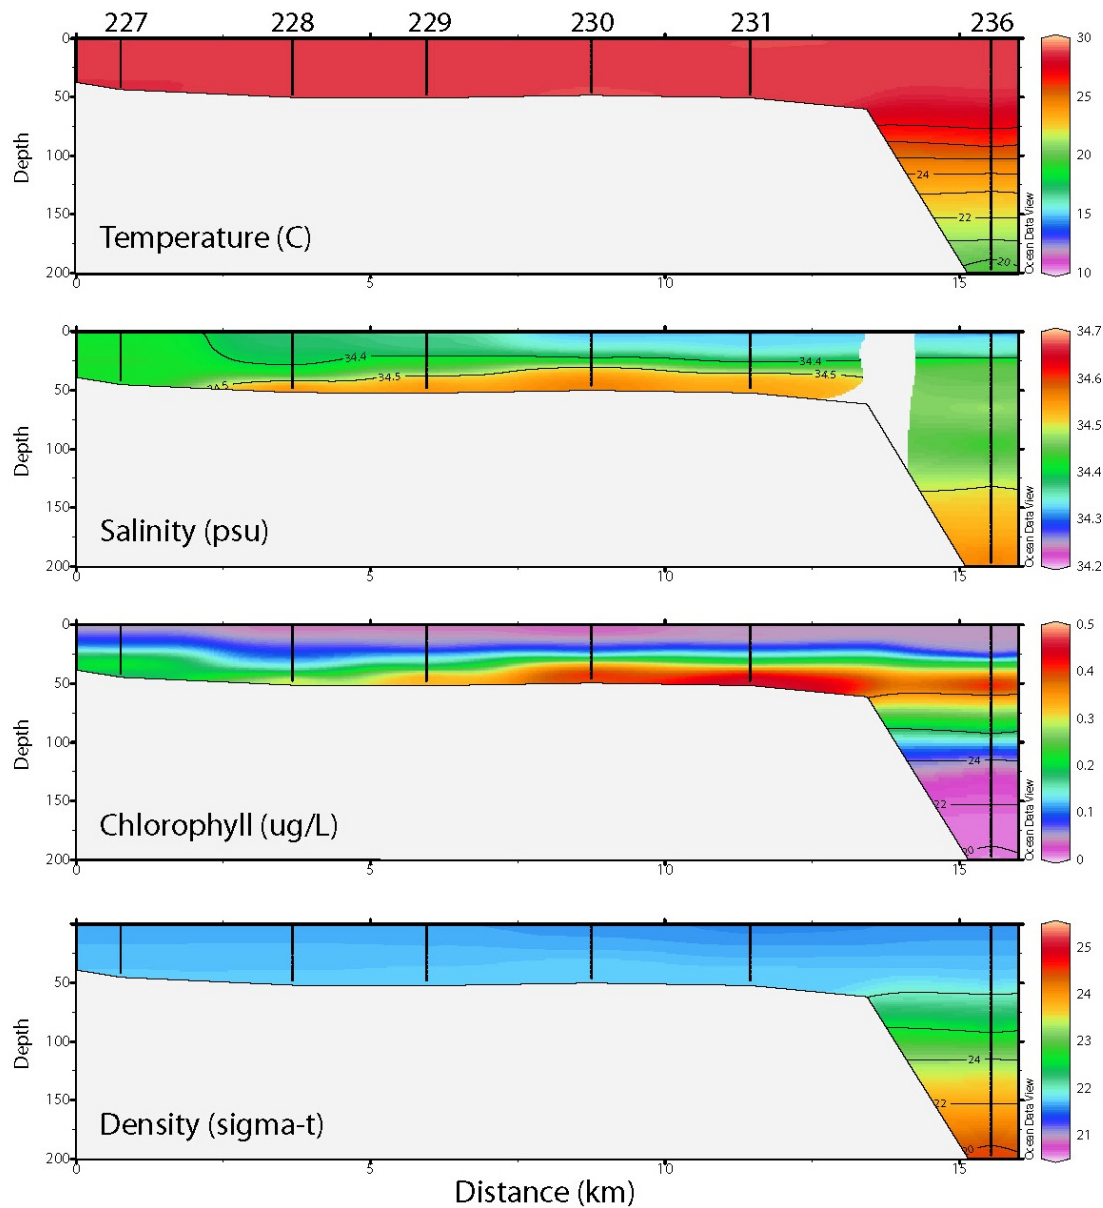 227 228 229 230 231 236
0 50 100 150 200
Depth
24
22
20
Temperature (C)
Ocean Data View
30 25 20 15 10
0 5 10 15
0 50 100 150 200
Depth
34.4 34.4
34.5 34.5 34.5
Salinity (psu)
Ocean Data View
34.7 34.6 34.5 34.4 34.3 34.2
0 5 10 15
0 50 100 150 200
Depth
24
22
20
Chlorophyll (ug/L)
Ocean Data View
0.5 0.4 0.3 0.2 0.1 0
0 5 10 15
50 100 150 200
Depth
24
22
20
Density (sigma-t)
Ocean Data View
25 24 23 22 21
0 5 10 15
Distance (km)